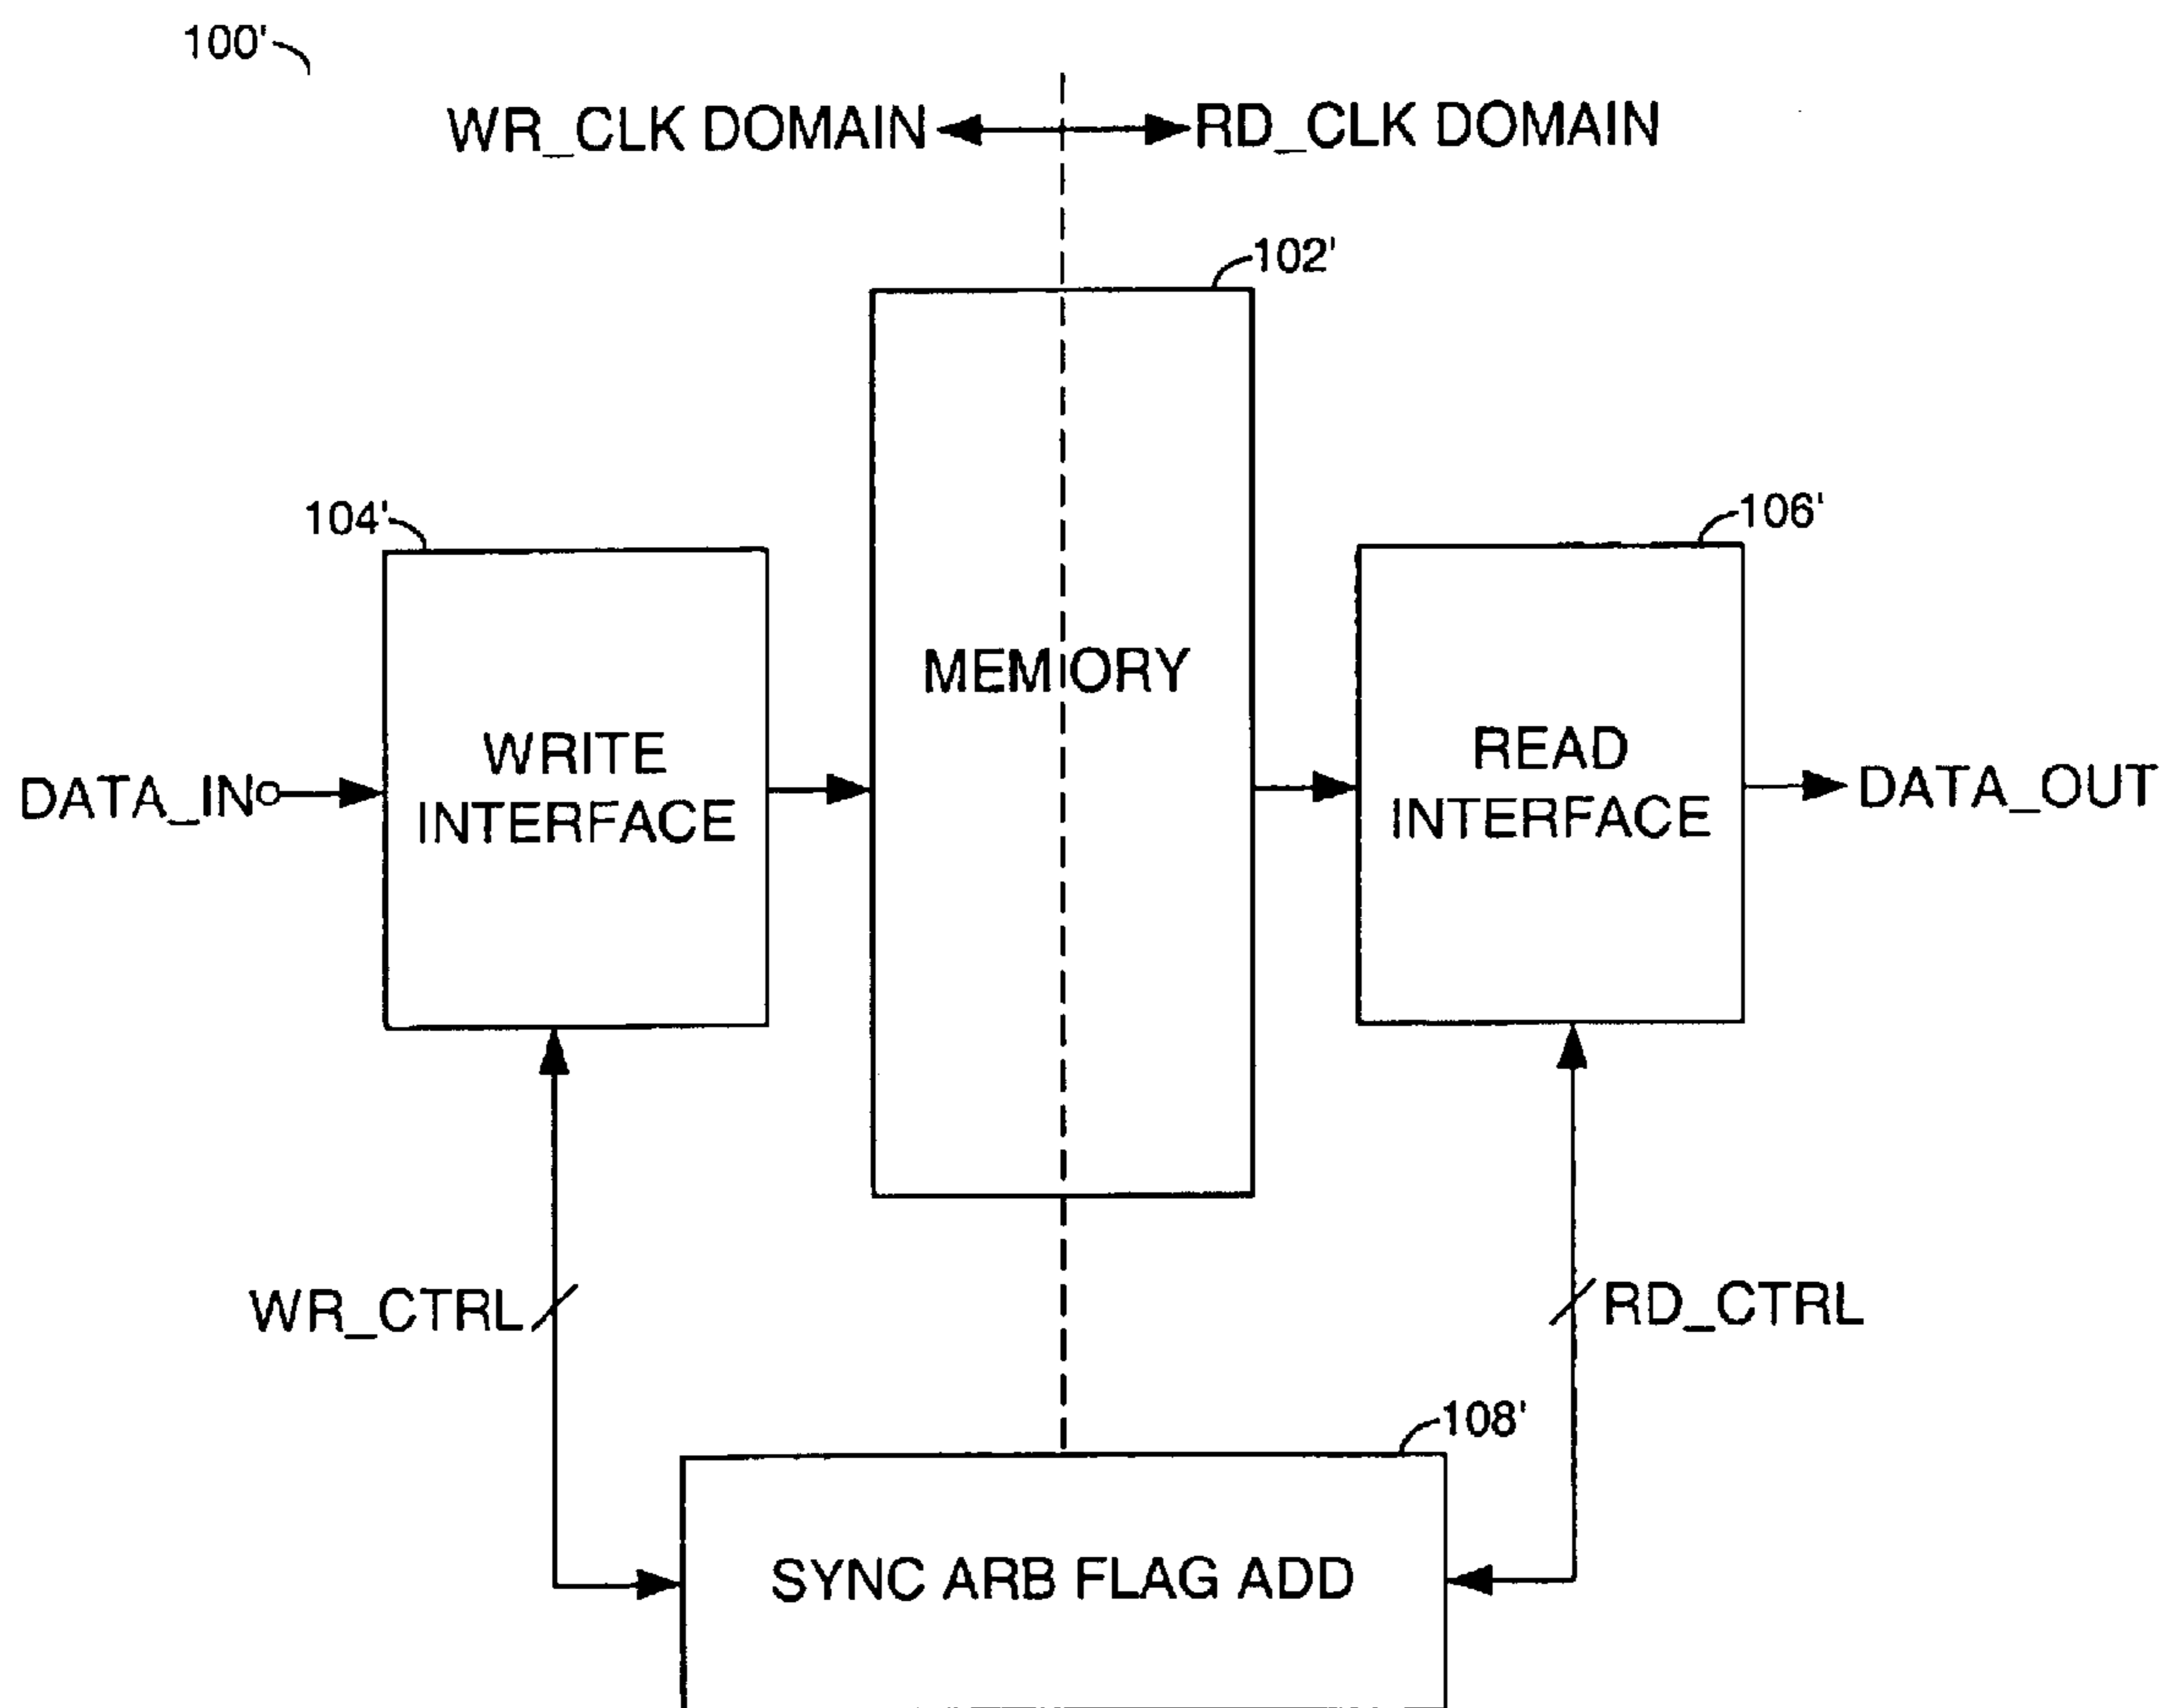 100'
WR_CLK DOMAIN
RD_CLK DOMAIN
102'
104'
106'
MEMORY
WRITE
INTERFACE
READ
INTERFACE
DATA_IN
DATA_OUT
WR_CTRL
RD_CTRL
108'
SYNC ARB FLAG ADD